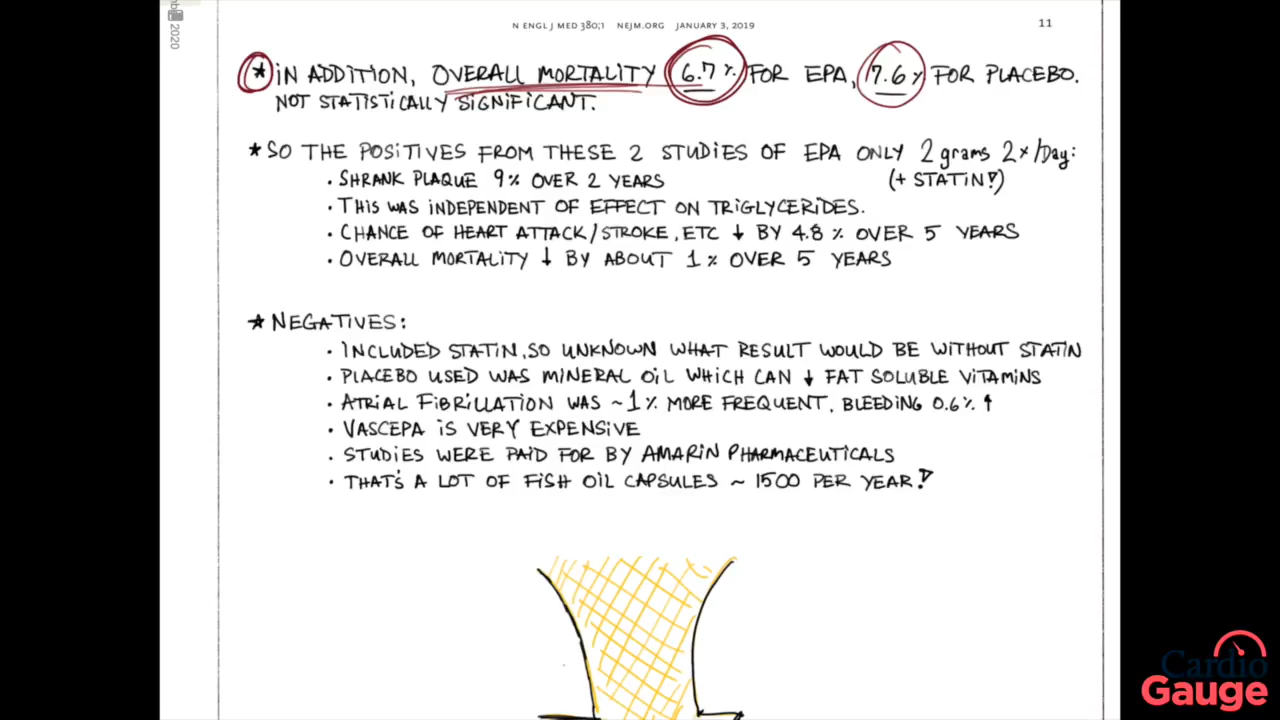 2020
N ENGL J MED 380;1 NEJM.ORG JANUARY 3, 2019
11
* IN ADDITION, OVERALL MORTALITY 6.7% FOR EPA, 7.6% FOR PLACEBO.
NOT STATISTICALLY SIGNIFICANT.
* SO THE POSITIVES FROM THESE 2 STUDIES OF EPA ONLY 2 grams 2x/Day:
(+ STATIN!)
• SHRANK PLAQUE 9% OVER 2 YEARS
• THIS WAS INDEPENDENT OF EFFECT ON TRIGLYCERIDES.
• CHANCE OF HEART ATTACK/STROKE, ETC ↓ BY 4.8 % OVER 5 YEARS
• OVERALL MORTALITY ↓ BY ABOUT 1% OVER 5 YEARS
* NEGATIVES:
• INCLUDED STATIN, SO UNKNOWN WHAT RESULT WOULD BE WITHOUT STATIN
• PLACEBO USED WAS MINERAL OIL WHICH CAN ↓ FAT SOLUBLE VITAMINS
• ATRIAL FIBRILLATION WAS ~1% MORE FREQUENT. BLEEDING 0.6% ↑
• VASCEPA IS VERY EXPENSIVE
• STUDIES WERE PAID FOR BY AMARIN PHARMACEUTICALS
• THAT'S A LOT OF FISH OIL CAPSULES ~ 1500 PER YEAR!
Cardio
Gauge